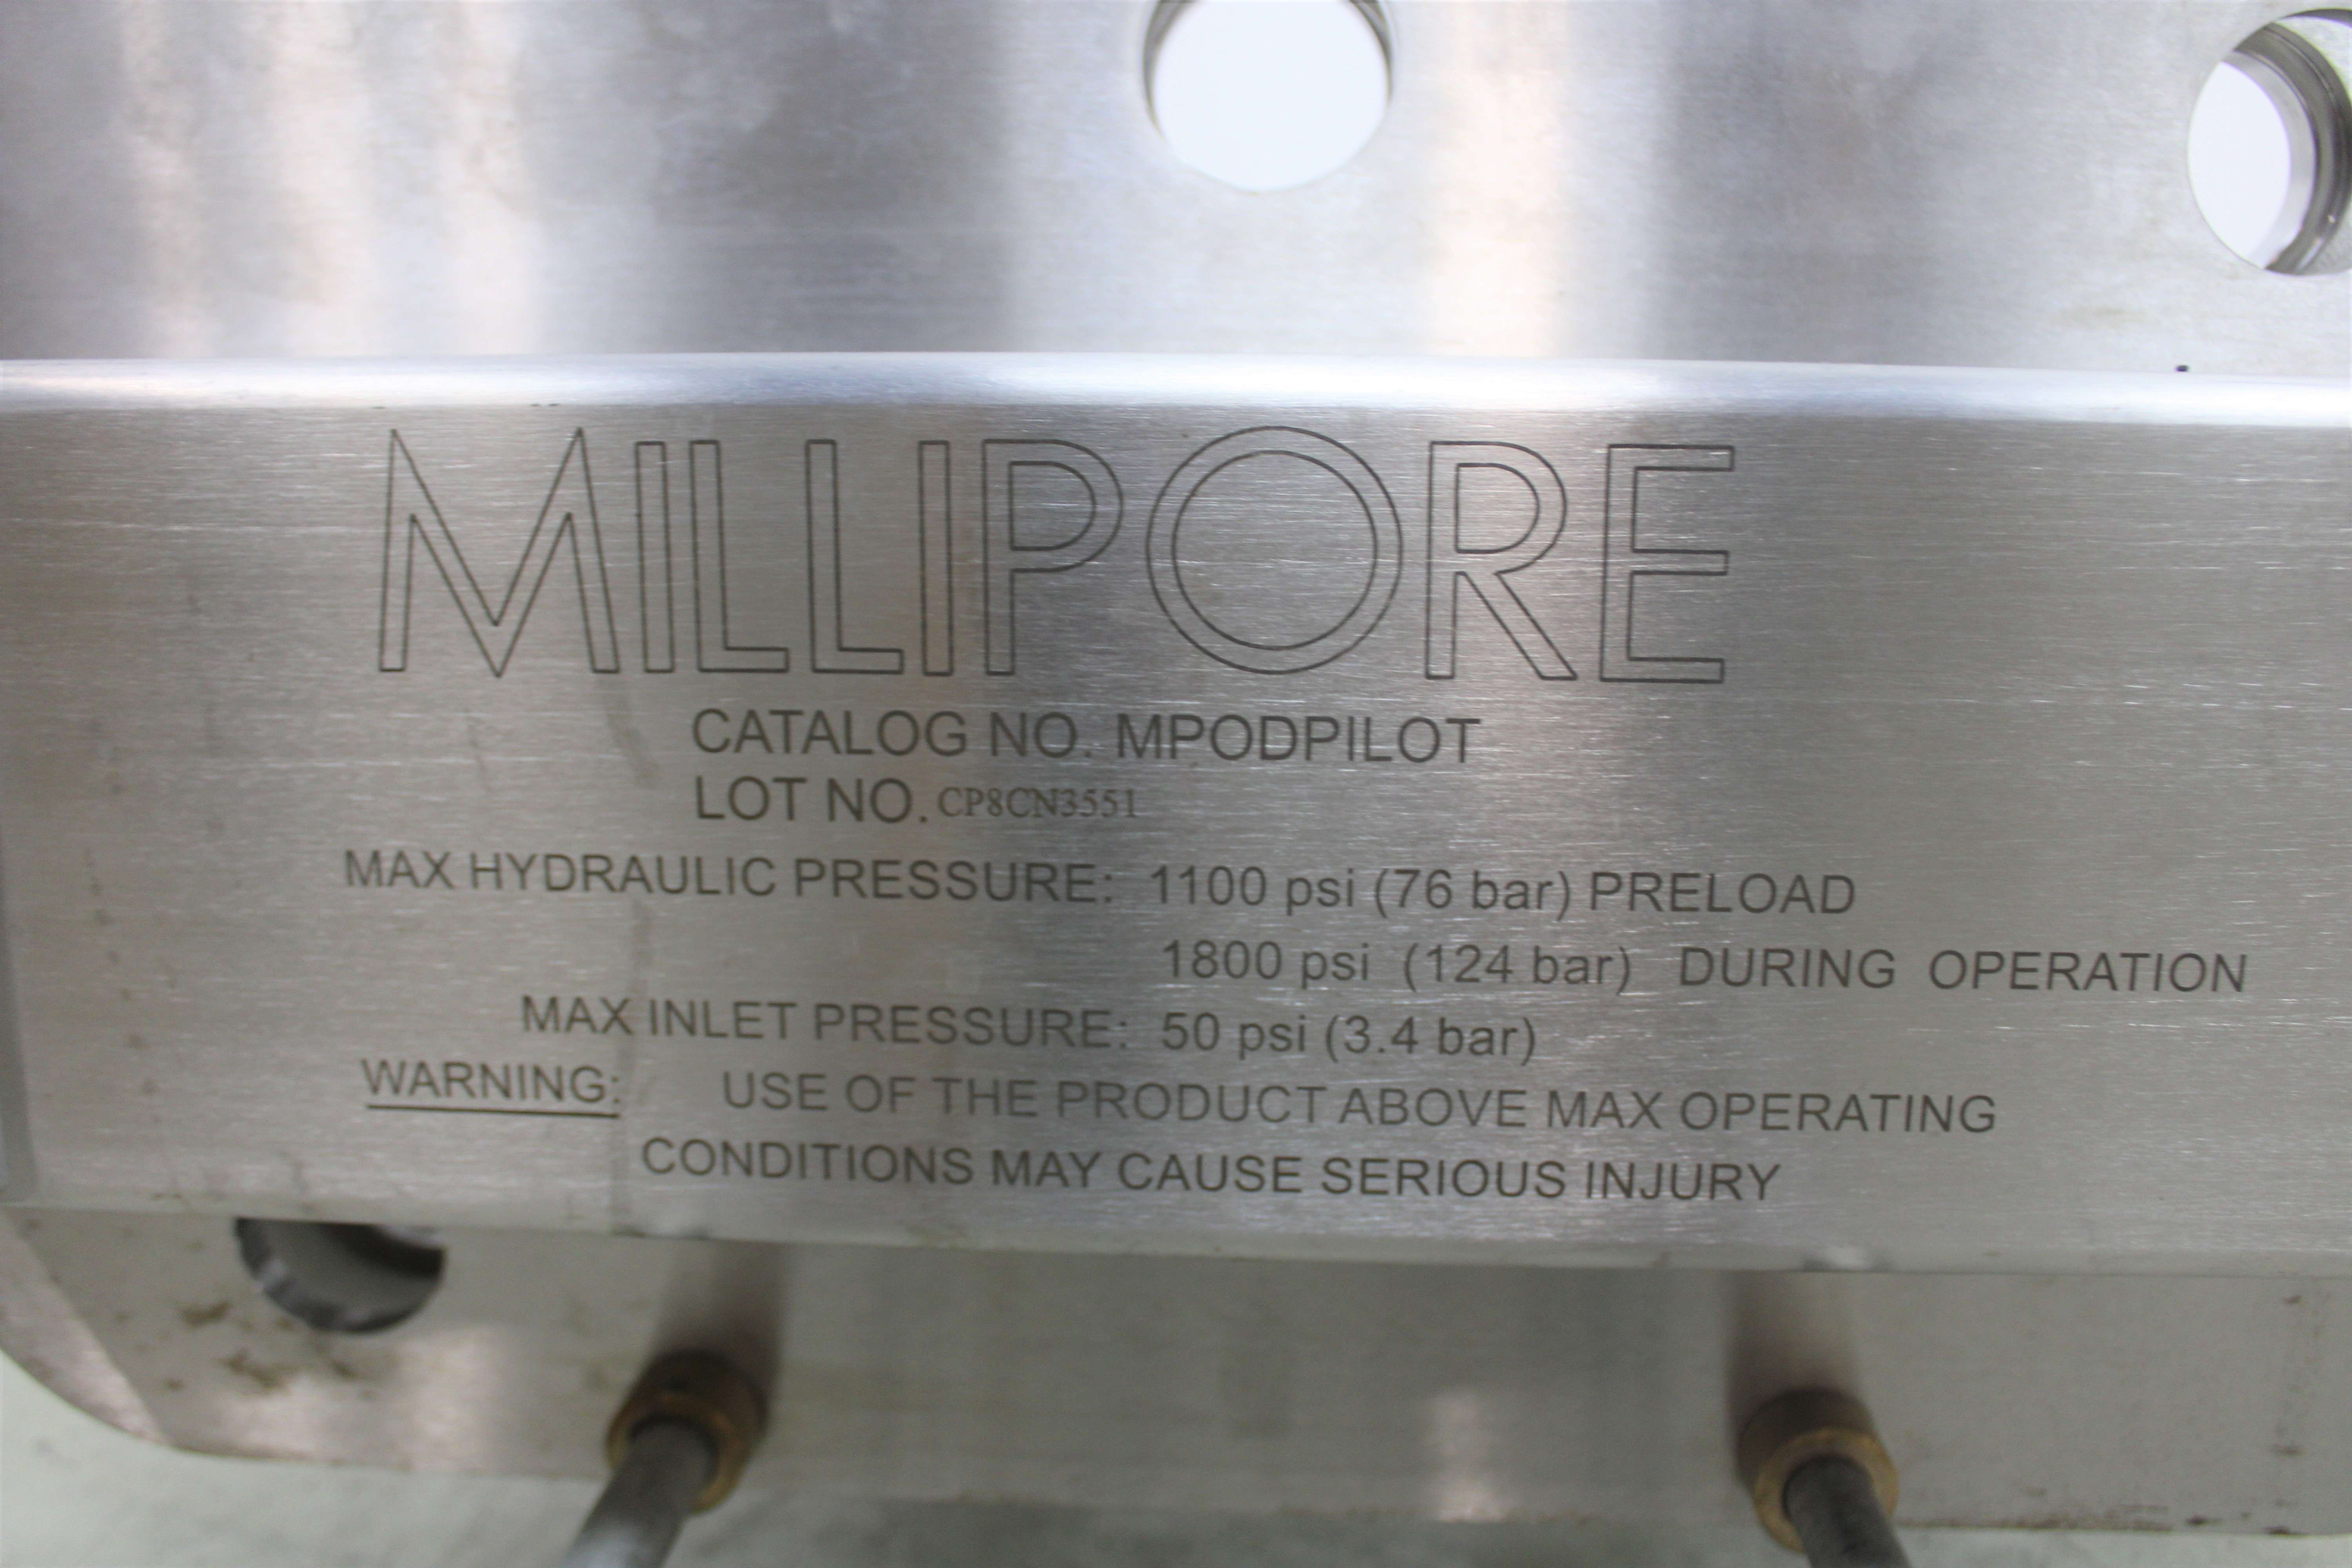 MILLIPORE
CATALOG NO. MPODPILOT
LOT NO. CP8CN3551
MAX HYDRAULIC PRESSURE: 1100 psi (76 bar) PRELOAD
1800 psi (124 bar) DURING OPERATION
MAX INLET PRESSURE: 50 psi (3.4 bar)
WARNING: USE OF THE PRODUCT ABOVE MAX OPERATING
CONDITIONS MAY CAUSE SERIOUS INJURY